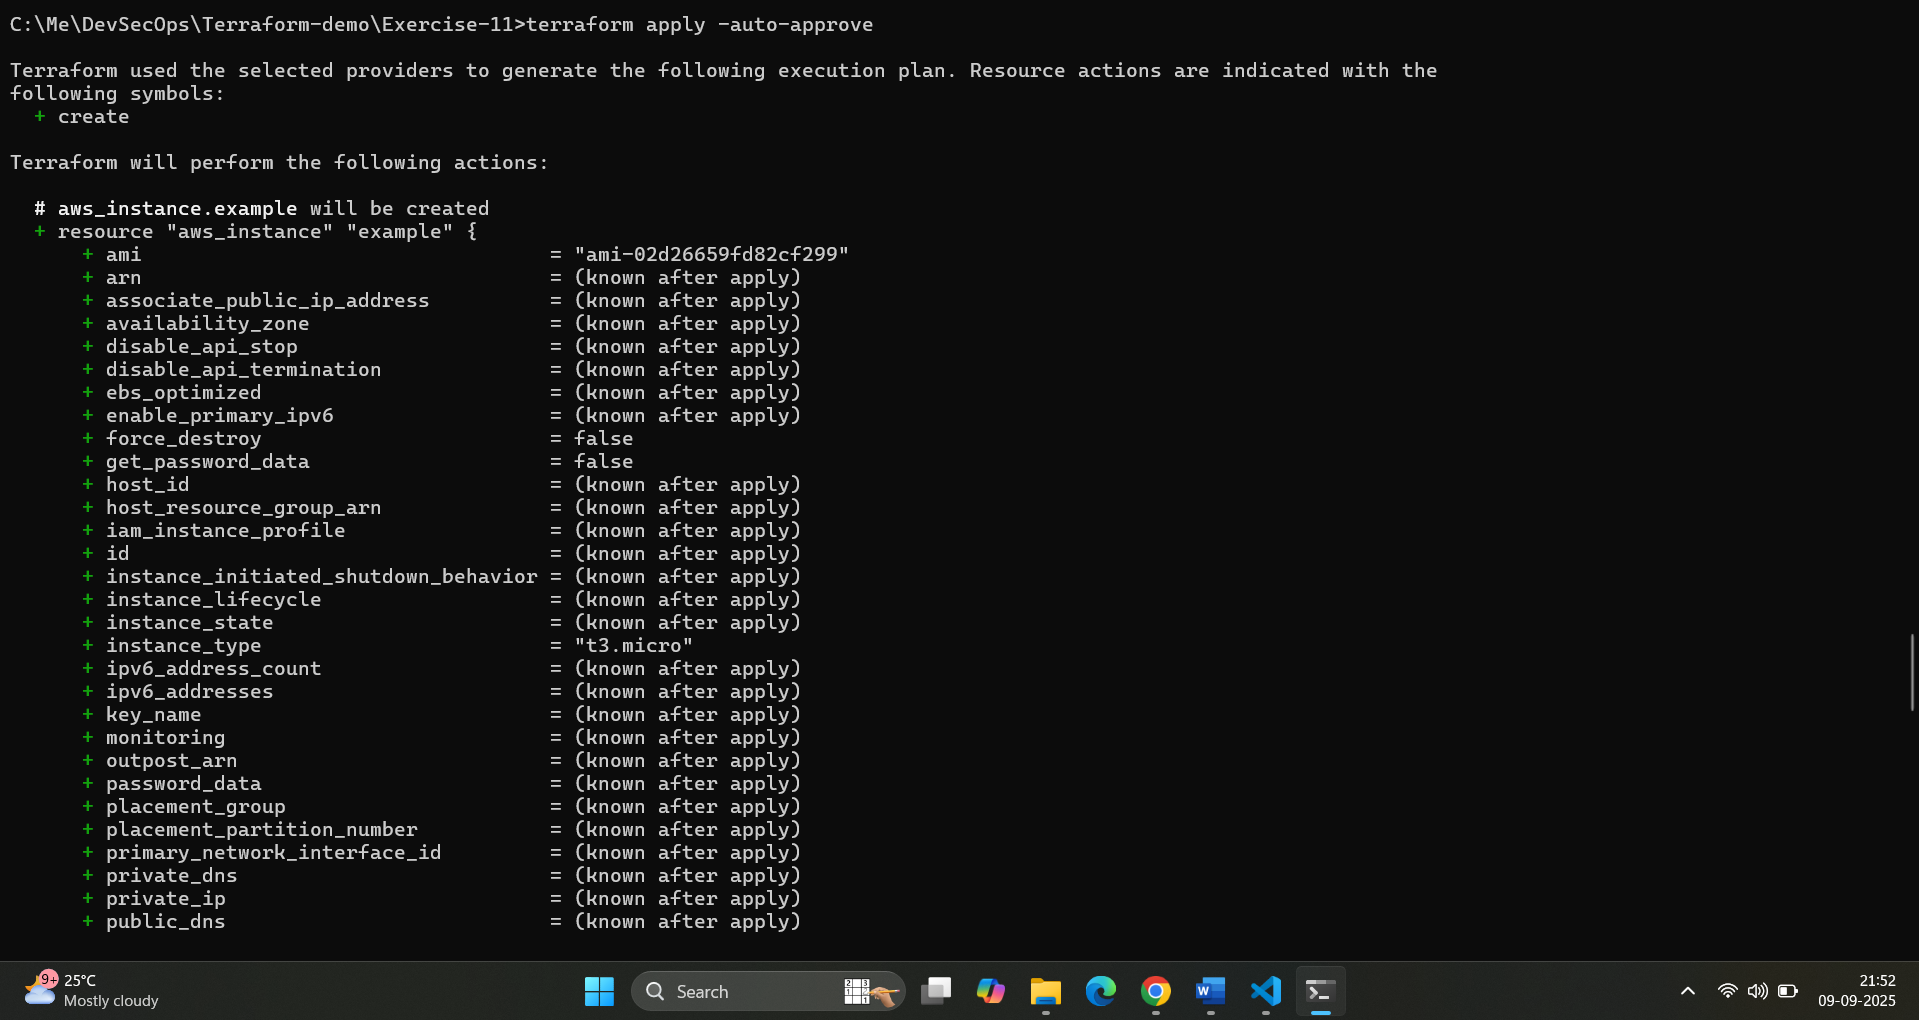 C:\Me\DevSecOps\Terraform-demo\Exercise-11>terraform apply -auto-approve
Terraform used the selected providers to generate the following execution plan. Resource actions are indicated with the
following symbols:
  + create
Terraform will perform the following actions:
  # aws_instance.example will be created
  + resource "aws_instance" "example" {
      + ami                                  = "ami-02d26659fd82cf299"
      + arn                                  = (known after apply)
      + associate_public_ip_address          = (known after apply)
      + availability_zone                    = (known after apply)
      + disable_api_stop                     = (known after apply)
      + disable_api_termination              = (known after apply)
      + ebs_optimized                        = (known after apply)
      + enable_primary_ipv6                  = (known after apply)
      + force_destroy                        = false
      + get_password_data                    = false
      + host_id                              = (known after apply)
      + host_resource_group_arn              = (known after apply)
      + iam_instance_profile                 = (known after apply)
      + id                                   = (known after apply)
      + instance_initiated_shutdown_behavior = (known after apply)
      + instance_lifecycle                   = (known after apply)
      + instance_state                       = (known after apply)
      + instance_type                        = "t3.micro"
      + ipv6_address_count                   = (known after apply)
      + ipv6_addresses                       = (known after apply)
      + key_name                             = (known after apply)
      + monitoring                           = (known after apply)
      + outpost_arn                          = (known after apply)
      + password_data                        = (known after apply)
      + placement_group                      = (known after apply)
      + placement_partition_number           = (known after apply)
      + primary_network_interface_id         = (known after apply)
      + private_dns                          = (known after apply)
      + private_ip                           = (known after apply)
      + public_dns                           = (known after apply)
9+ 25°C
Mostly cloudy
Search
21:52
09-09-2025